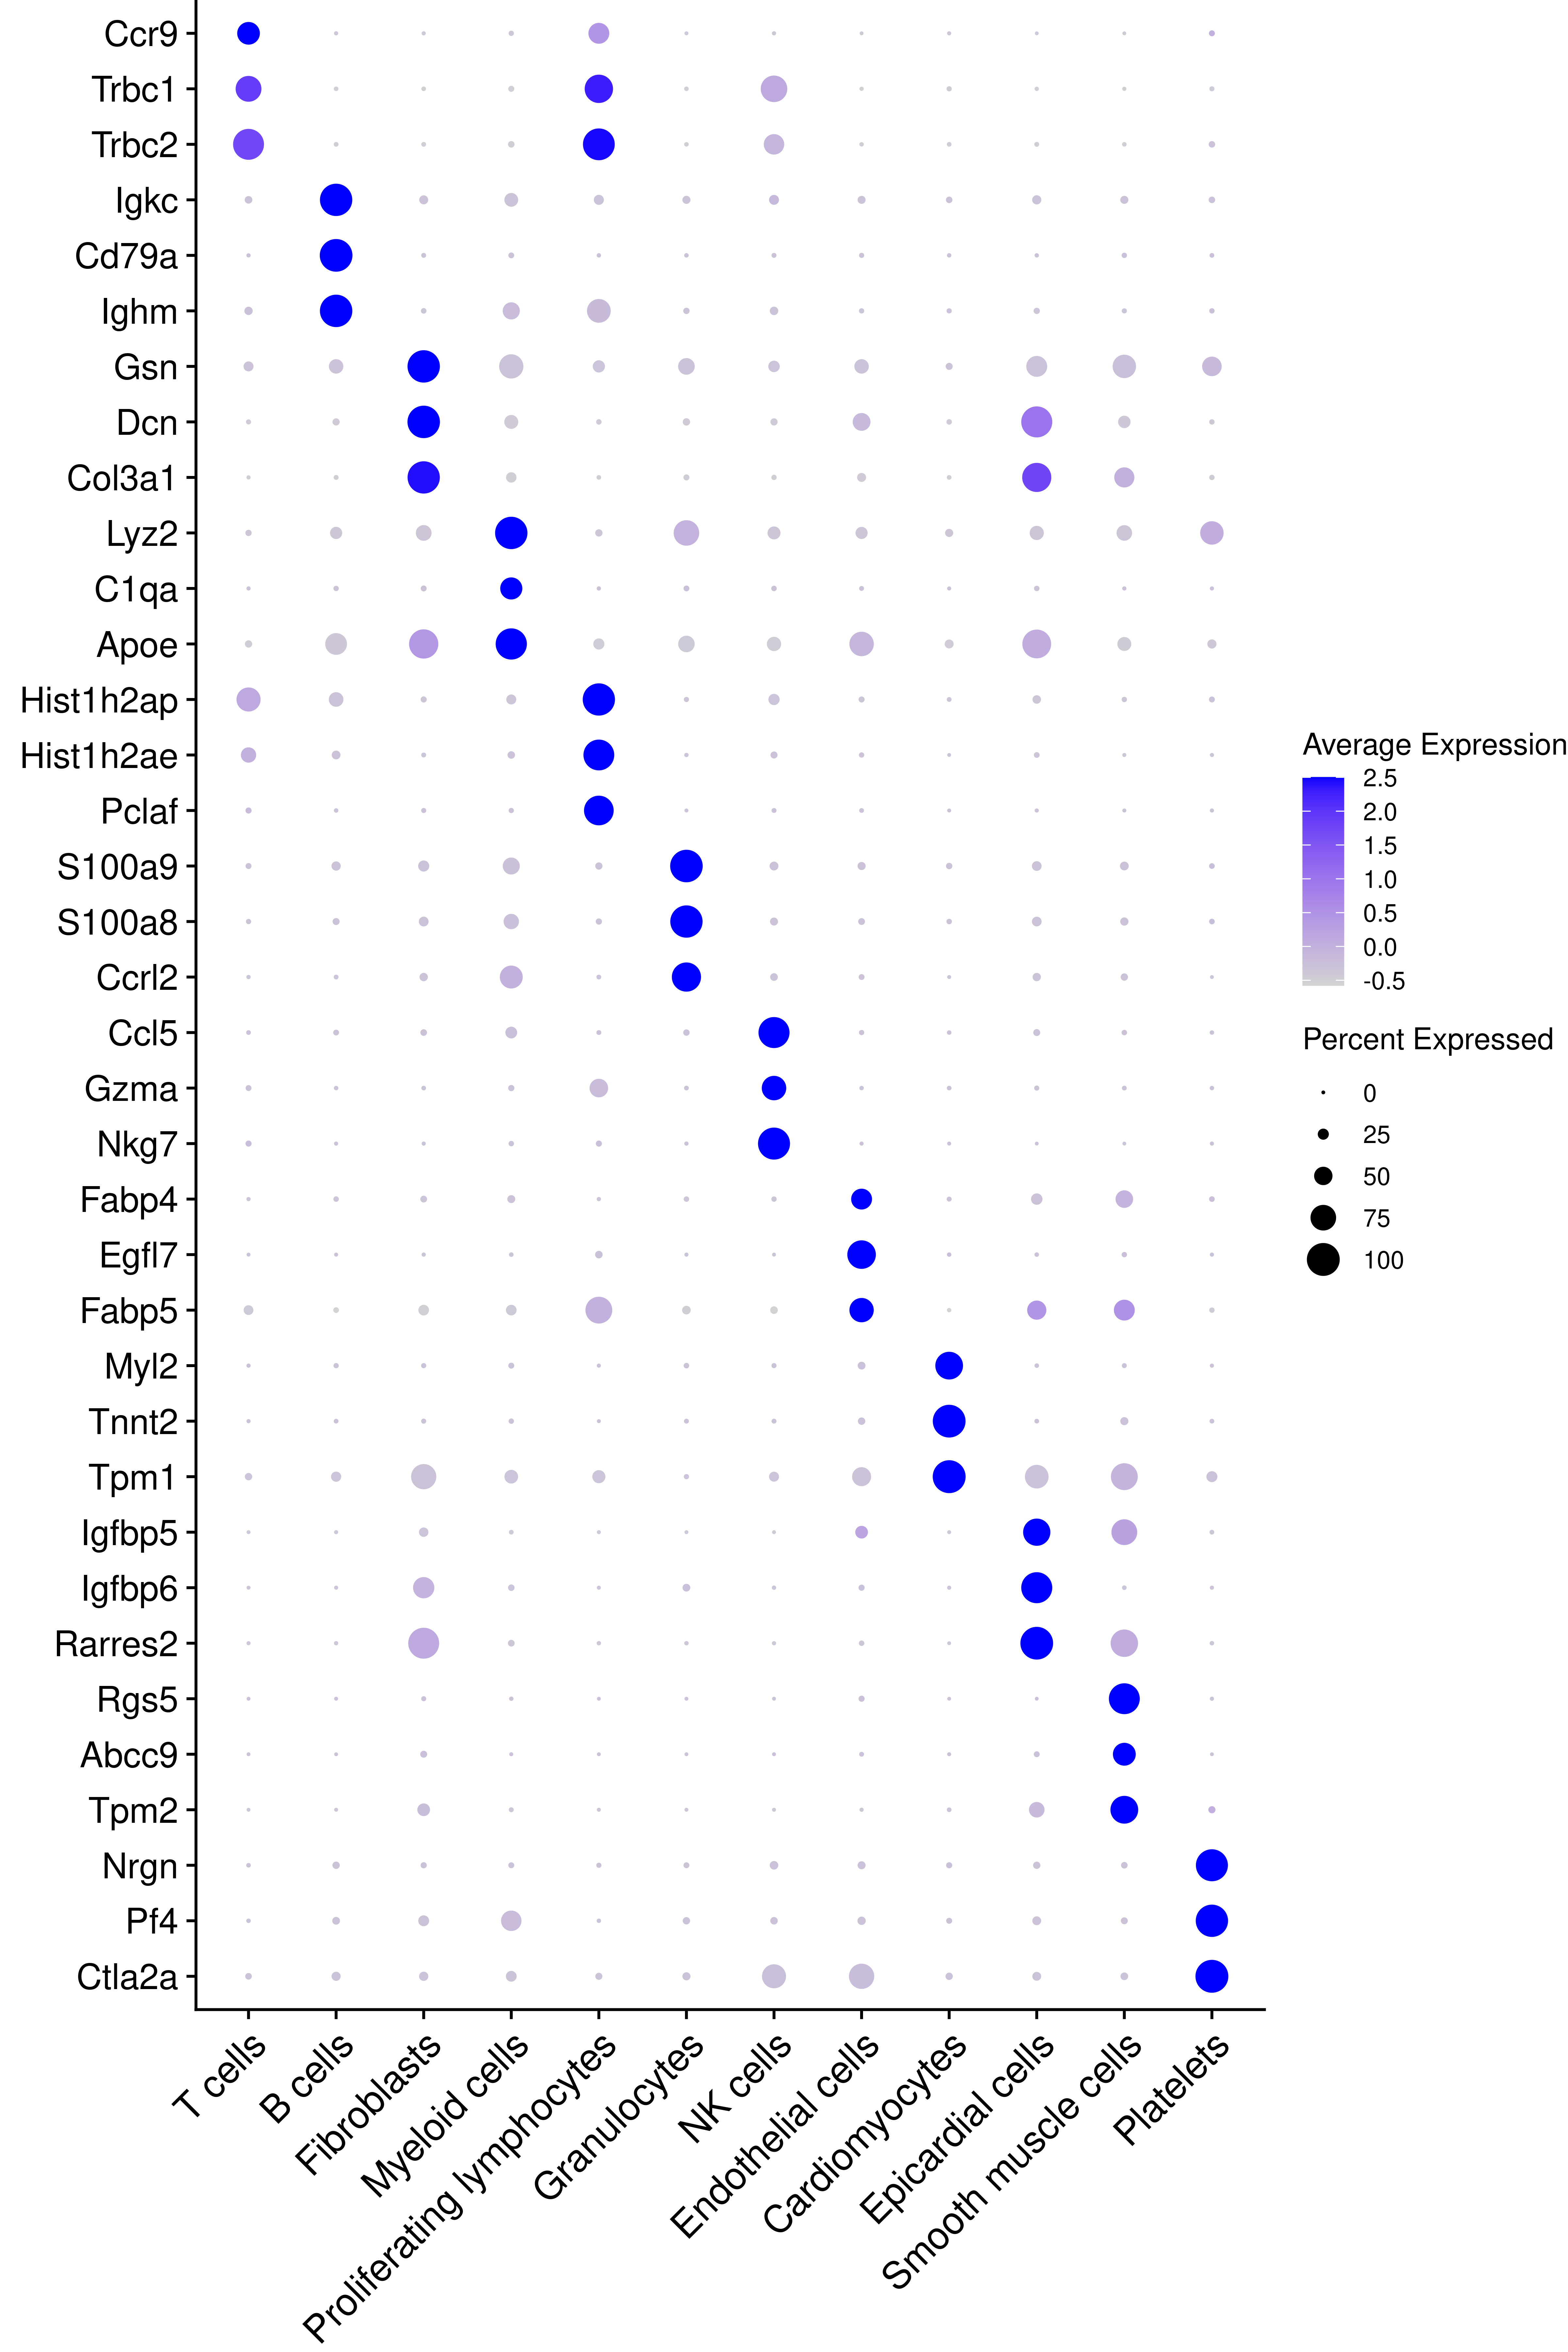 Ccr9
Trbc1
Trbc2
Igkc
Cd79a
Ighm
Gsn
Dcn
Col3a1
Lyz2
C1qa
Apoe
Hist1h2ap
Hist1h2ae
Pclaf
S100a9
S100a8
Ccrl2
Ccl5
Gzma
Nkg7
Fabp4
Egfl7
Fabp5
Myl2
Tnnt2
Tpm1
Igfbp5
Igfbp6
Rarres2
Rgs5
Abcc9
Tpm2
Nrgn
Pf4
Ctla2a
T cells
B cells
Fibroblasts
Myeloid cells
Proliferating lymphocytes
Granulocytes
NK cells
Endothelial cells
Cardiomyocytes
Epicardial cells
Smooth muscle cells
Platelets
Average Expression
2.5
2.0
1.5
1.0
0.5
0.0
-0.5
Percent Expressed
0
25
50
75
100